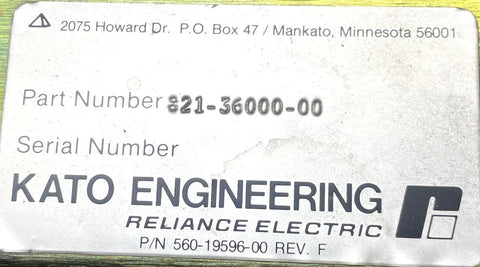 2075 Howard Dr. P.O. Box 47 / Mankato, Minnesota 56001
Part Number 821-36000-00
Serial Number
KATO ENGINEERING
RELIANCE ELECTRIC
P/N 560-19596-00 REV. F